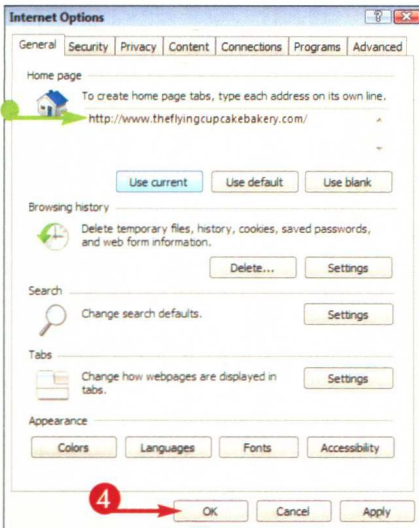 Internet Options
General Security Privacy Content Connections Programs Advanced
Home page
To create home page tabs, type each address on its own line.
http://www.theflyingcupcakebakery.com/
Use current Use default Use blank
Browsing history
Delete temporary files, history, cookies, saved passwords,
and web form information.
Delete... Settings
Search
Change search defaults. Settings
Tabs
Change how webpages are displayed in
tabs.
Settings
Appearance
Colors Languages Fonts Accessibility
4
OK Cancel Apply